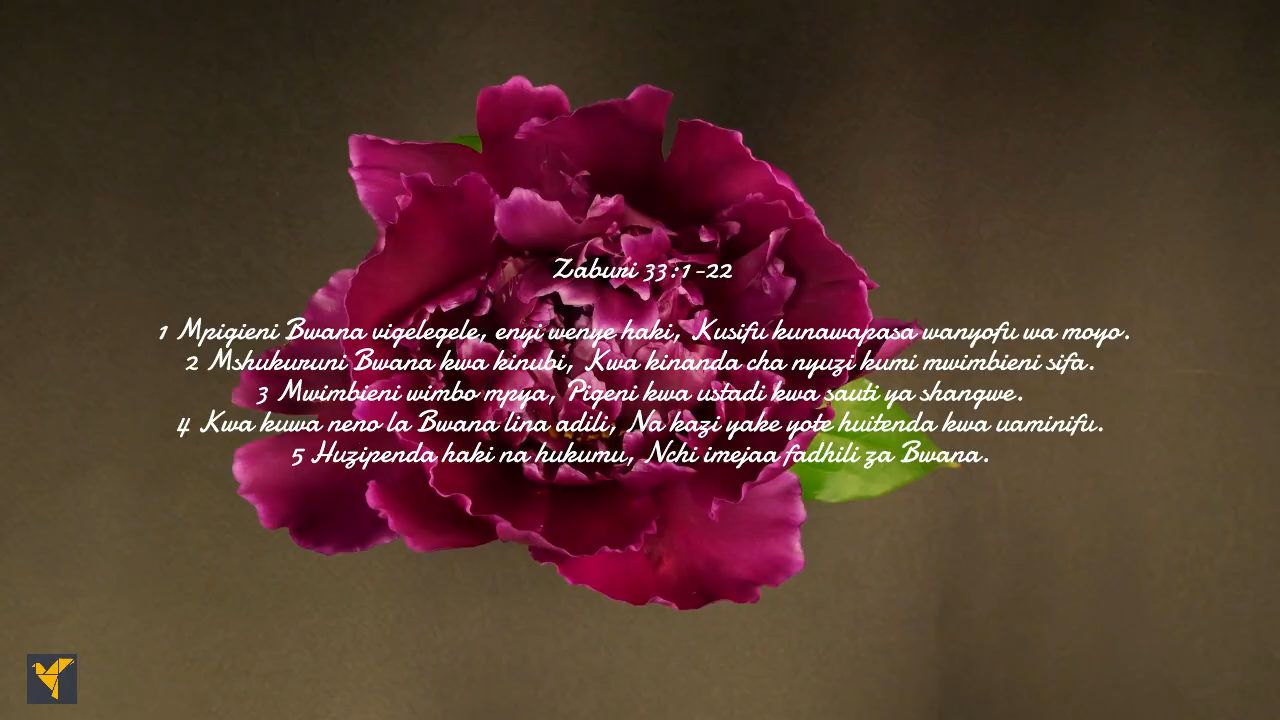 Zaburi 33:1-22
1 Mpigieni Bwana vigelegele, enyi wenye haki, Kusifu kunawapasa wanyofu wa moyo.
2 Mshukuruni Bwana kwa kinubi, Kwa kinanda cha nyuzi kumi mwimbieni sifa.
3 Mwimbieni wimbo mpya, Pigeni kwa ustadi kwa sauti ya shangwe.
4 Kwa kuwa neno la Bwana lina adili, Na kazi yake yote huitenda kwa uaminifu.
5 Huzipenda haki na hukumu, Nchi imejaa fadhili za Bwana.